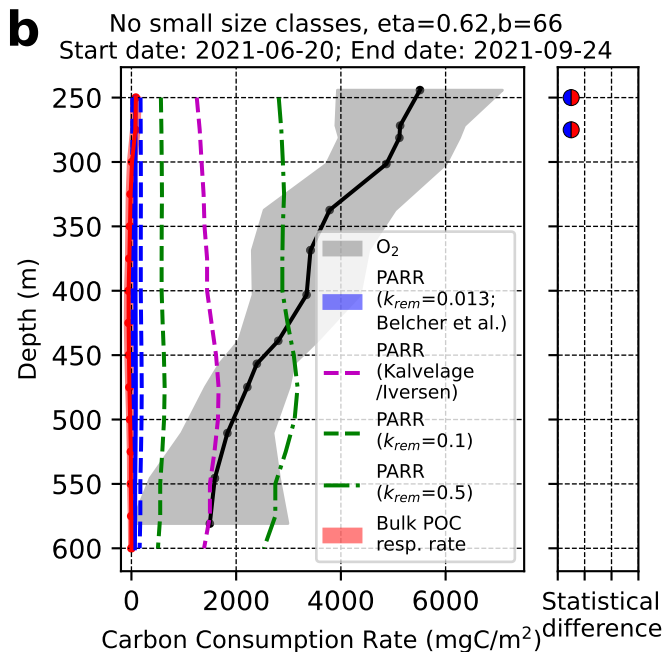 b
No small size classes, eta=0.62,b=66
Start date: 2021-06-20; End date: 2021-09-24
250
300
350
400
450
500
550
600
Depth (m)
O2
PARR
(krem=0.013;
Belcher et al.)
PARR
(Kalvelage
/Iversen)
PARR
(krem=0.1)
PARR
(krem=0.5)
Bulk POC
resp. rate
0 2000 4000 6000
Carbon Consumption Rate (mgC/m²)
Statistical
difference